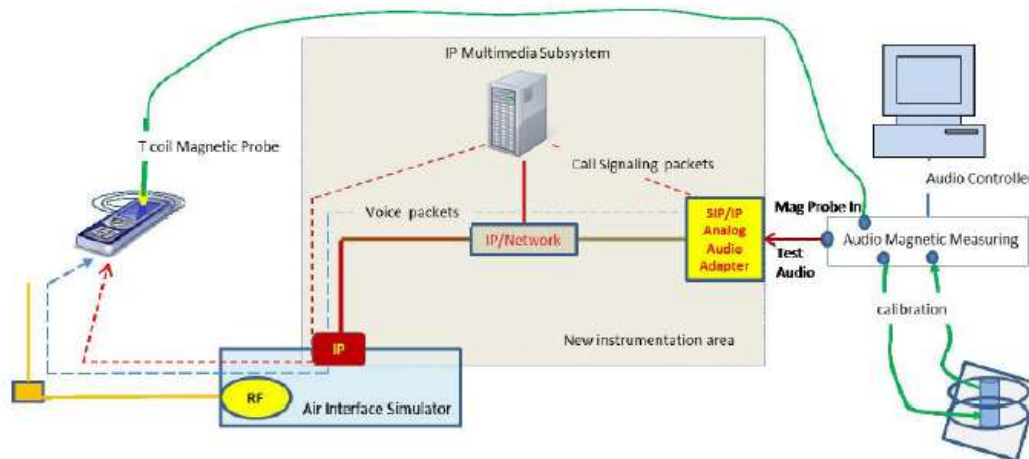 IP Multimedia Subsystem
T coil Magnetic Probe
Call Signaling packets
Audio Controlle
Voice packets
IP/Network
SIP/IP
Analog
Audio
Adapter
Mag Probe In
Audio Magnetic Measuring
Test
Audio
calibration
New instrumentation area
IP
RF
Air Interface Simulator